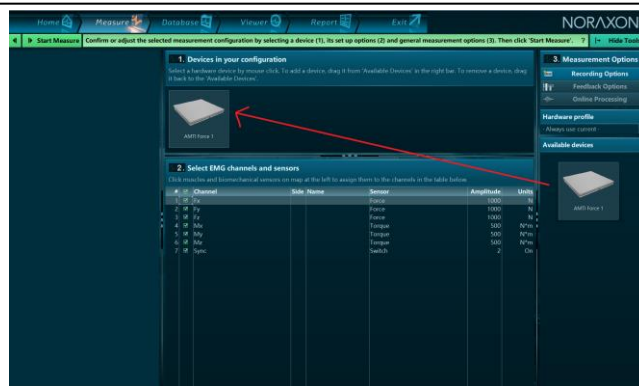 Home Measure Database Viewer Report Exit NORAXON
Start Measure Confirm or adjust the selected measurement configuration by selecting a device (1), its set up options (2) and general measurement options (3). Then click 'Start Measure'. ? Hide Tools
1. Devices in your configuration
Select a hardware device by mouse click. To add a device, drag it from 'Available Devices' in the right bar. To remove a device, drag
it back to the 'Available Devices'.
AMTI Force 1
2. Select EMG channels and sensors
Click muscles and biomechanical sensors on map at the left to assign them to the channels in the table below.
# Channel Side Name Sensor Amplitude Units
1 Fx Force 1000 N
2 Fy Force 1000 N
3 Fz Force 1000 N
4 Mx Torque 500 N*m
5 My Torque 500 N*m
6 Mz Torque 500 N*m
7 Sync Switch 2 On
3. Measurement Options
Recording Options
Feedback Options
Online Processing
Hardware profile
- Always use current -
Available devices
AMTI Force 1